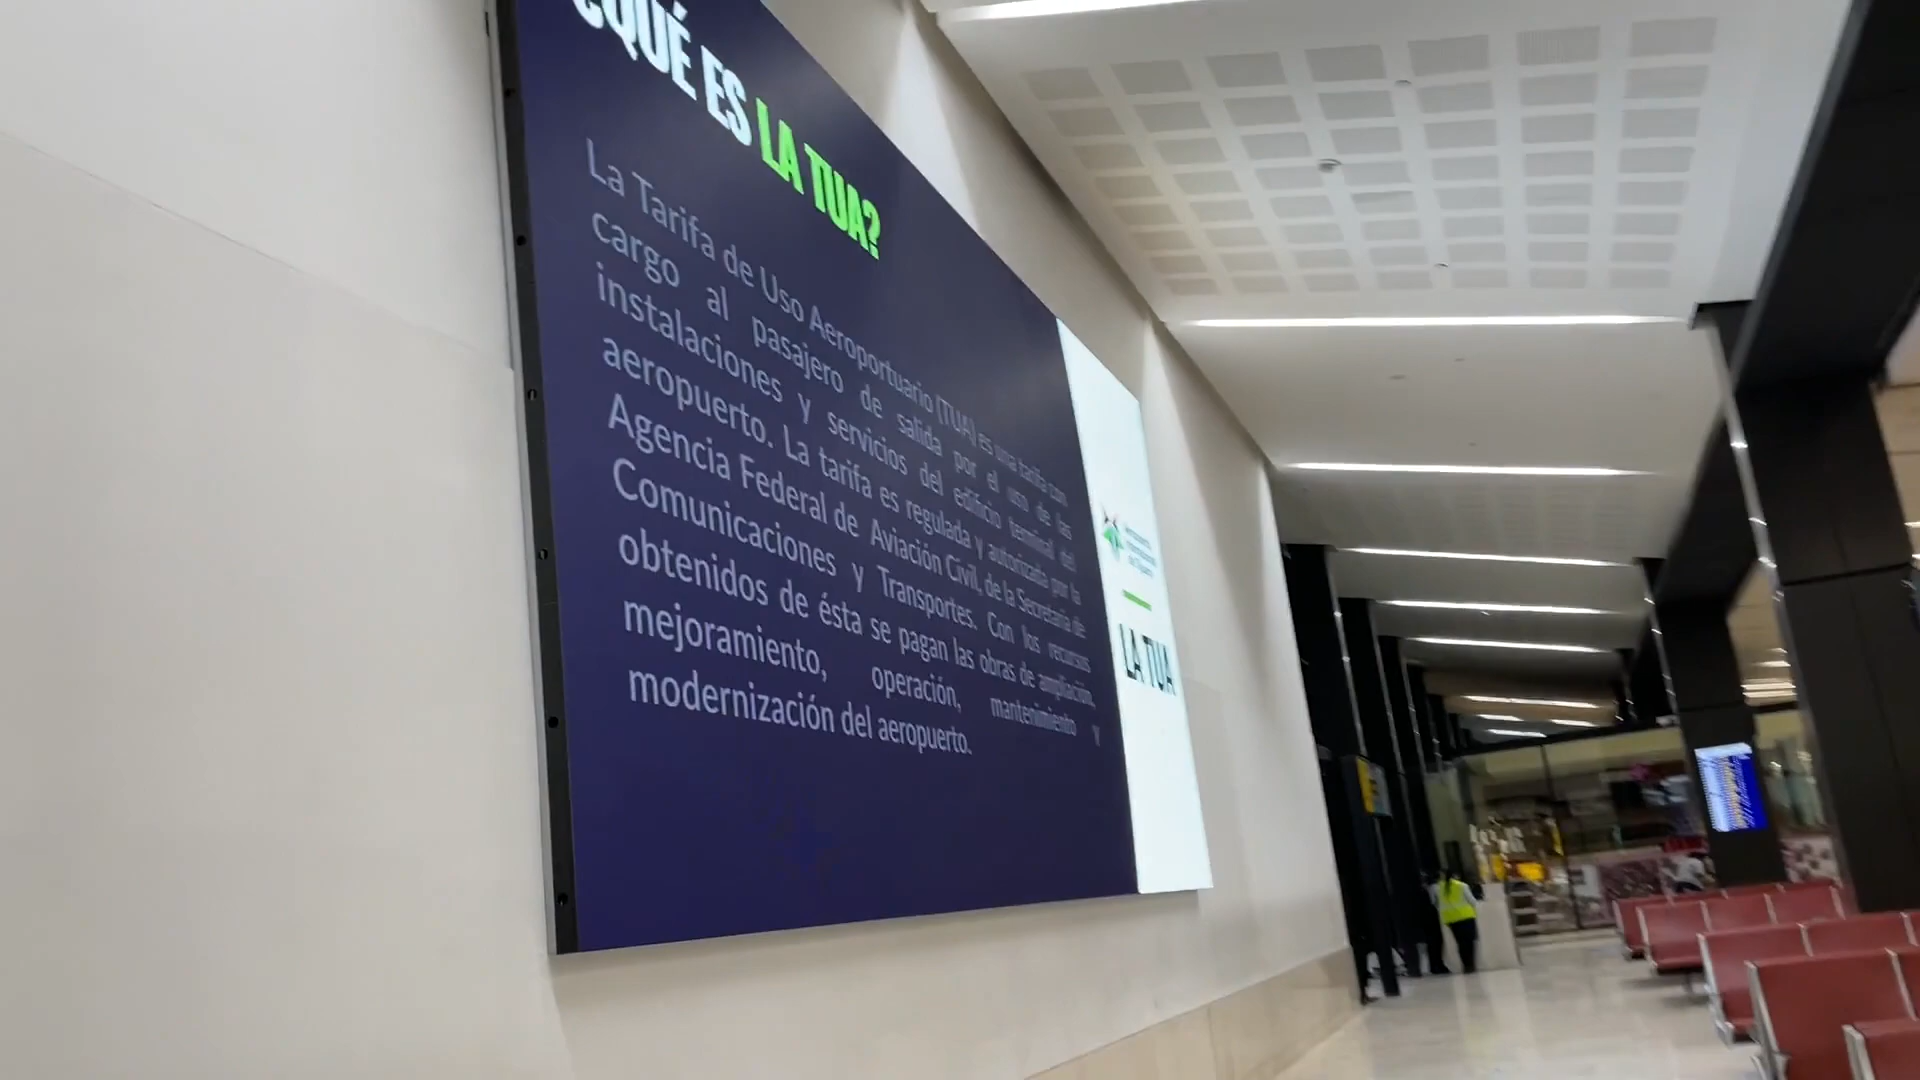 ¿QUÉ ES LA TUA?
La Tarifa de Uso Aeroportuario (TUA) es una tarifa con
cargo al pasajero de salida por el uso de las
instalaciones y servicios del edificio terminal del
aeropuerto. La tarifa es regulada y autorizada por la
Agencia Federal de Aviación Civil, de la Secretaría de
Comunicaciones y Transportes. Con los recursos
obtenidos de ésta se pagan las obras de ampliación,
mejoramiento, operación, mantenimiento y
modernización del aeropuerto.
LA TUA